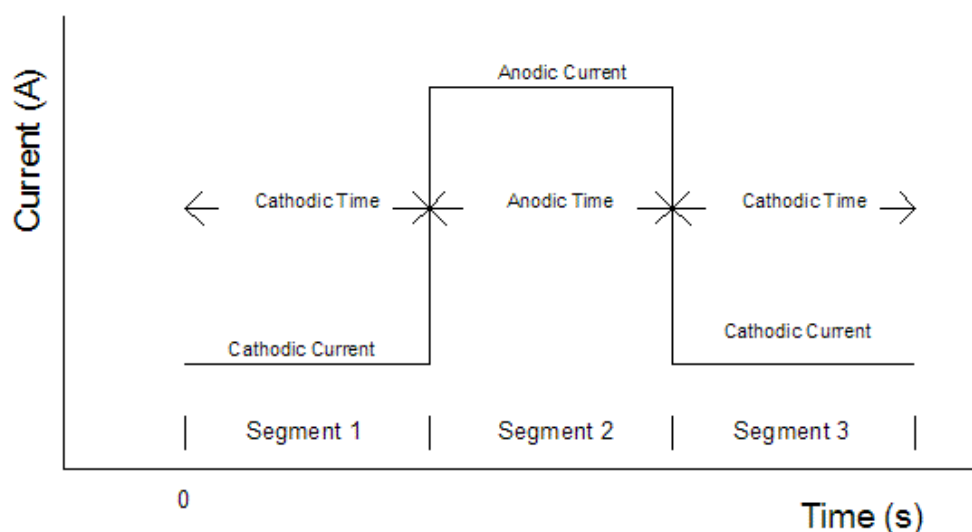 Current (A)
Anodic Current
Cathodic Time
Anodic Time
Cathodic Time
Cathodic Current
Cathodic Current
Segment 1
Segment 2
Segment 3
0
Time (s)